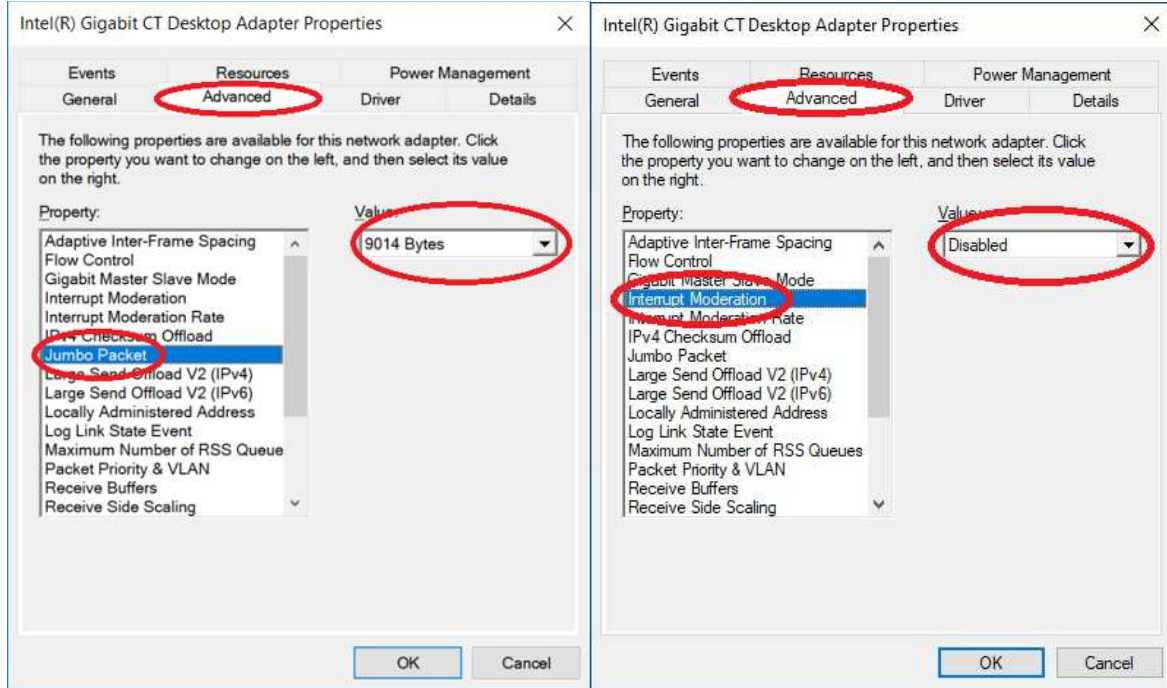 Intel(R) Gigabit CT Desktop Adapter Properties
Events Resources Power Management
General Advanced Driver Details
The following properties are available for this network adapter. Click
the property you want to change on the left, and then select its value
on the right.
Property: Value:
Adaptive Inter-Frame Spacing 9014 Bytes
Flow Control
Gigabit Master Slave Mode
Interrupt Moderation
Interrupt Moderation Rate
IPv4 Checksum Offload
Jumbo Packet
Large Send Offload V2 (IPv4)
Large Send Offload V2 (IPv6)
Locally Administered Address
Log Link State Event
Maximum Number of RSS Queue
Packet Priority & VLAN
Receive Buffers
Receive Side Scaling
OK Cancel
Intel(R) Gigabit CT Desktop Adapter Properties
Events Resources Power Management
General Advanced Driver Details
The following properties are available for this network adapter. Click
the property you want to change on the left, and then select its value
on the right.
Property: Value:
Adaptive Inter-Frame Spacing Disabled
Flow Control
Gigabit Master Slave Mode
Interrupt Moderation
Interrupt Moderation Rate
IPv4 Checksum Offload
Jumbo Packet
Large Send Offload V2 (IPv4)
Large Send Offload V2 (IPv6)
Locally Administered Address
Log Link State Event
Maximum Number of RSS Queues
Packet Priority & VLAN
Receive Buffers
Receive Side Scaling
OK Cancel